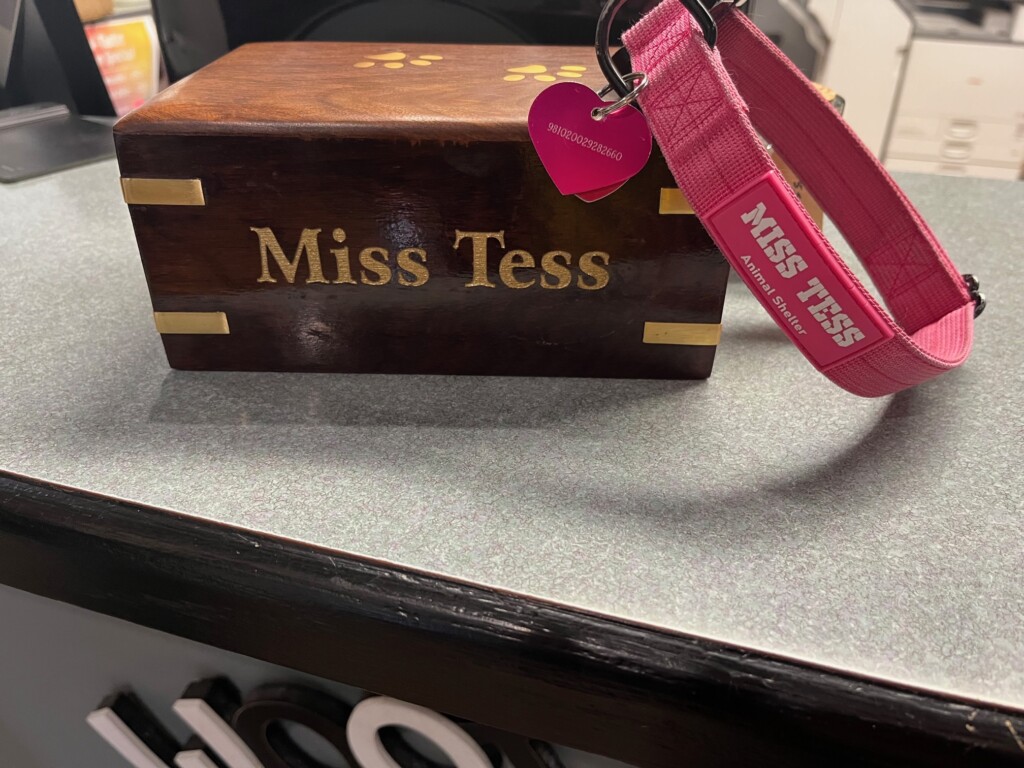 981020029282660
Miss Tess
MISS TESS
Animal Shelter